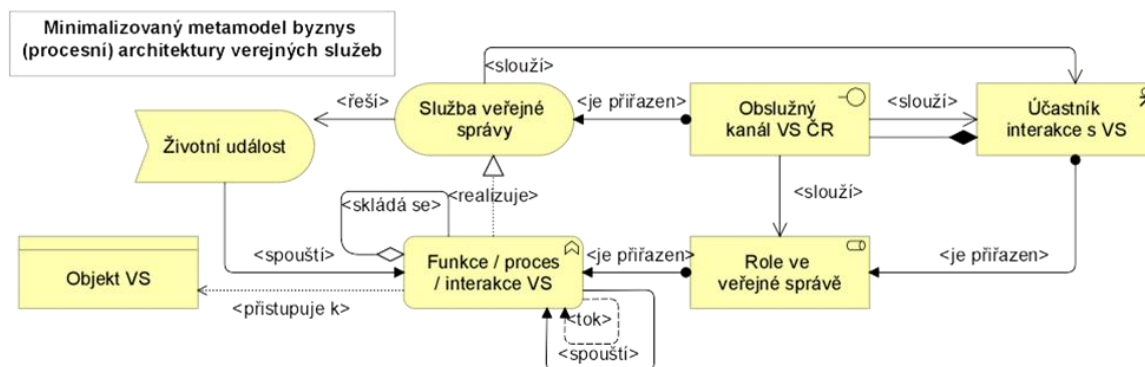 Minimalizovaný metamodel byznys
(procesní) architektury verejných služeb
<slouží>
<řeší>
Služba veřejné
správy
<je přiřazen>
Obslužný
kanál VS ČR
<slouží>
Účastník
interakce s VS
Životní událost
<realizuje>
<slouží>
<skládá se>
<spouští>
Funkce / proces
/ interakce VS
<je přiřazen>
Role ve
veřejné správě
<je přiřazen>
Objekt VS
<přistupuje k>
<tok>
<spouští>